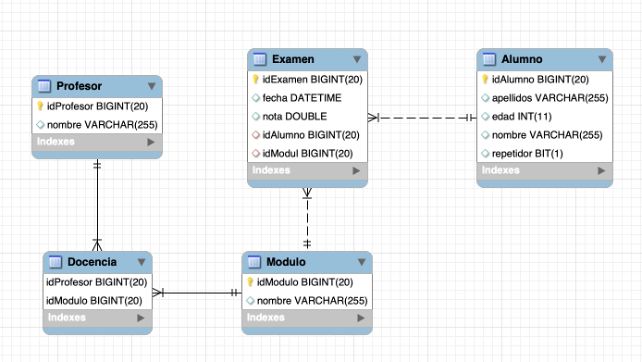 Profesor
idProfesor BIGINT(20)
nombre VARCHAR(255)
Indexes
Examen
idExamen BIGINT(20)
fecha DATETIME
nota DOUBLE
idAlumno BIGINT(20)
idModul BIGINT(20)
Indexes
Alumno
idAlumno BIGINT(20)
apellidos VARCHAR(255)
edad INT(11)
nombre VARCHAR(255)
repetidor BIT(1)
Indexes
Docencia
idProfesor BIGINT(20)
idModulo BIGINT(20)
Indexes
Modulo
idModulo BIGINT(20)
nombre VARCHAR(255)
Indexes